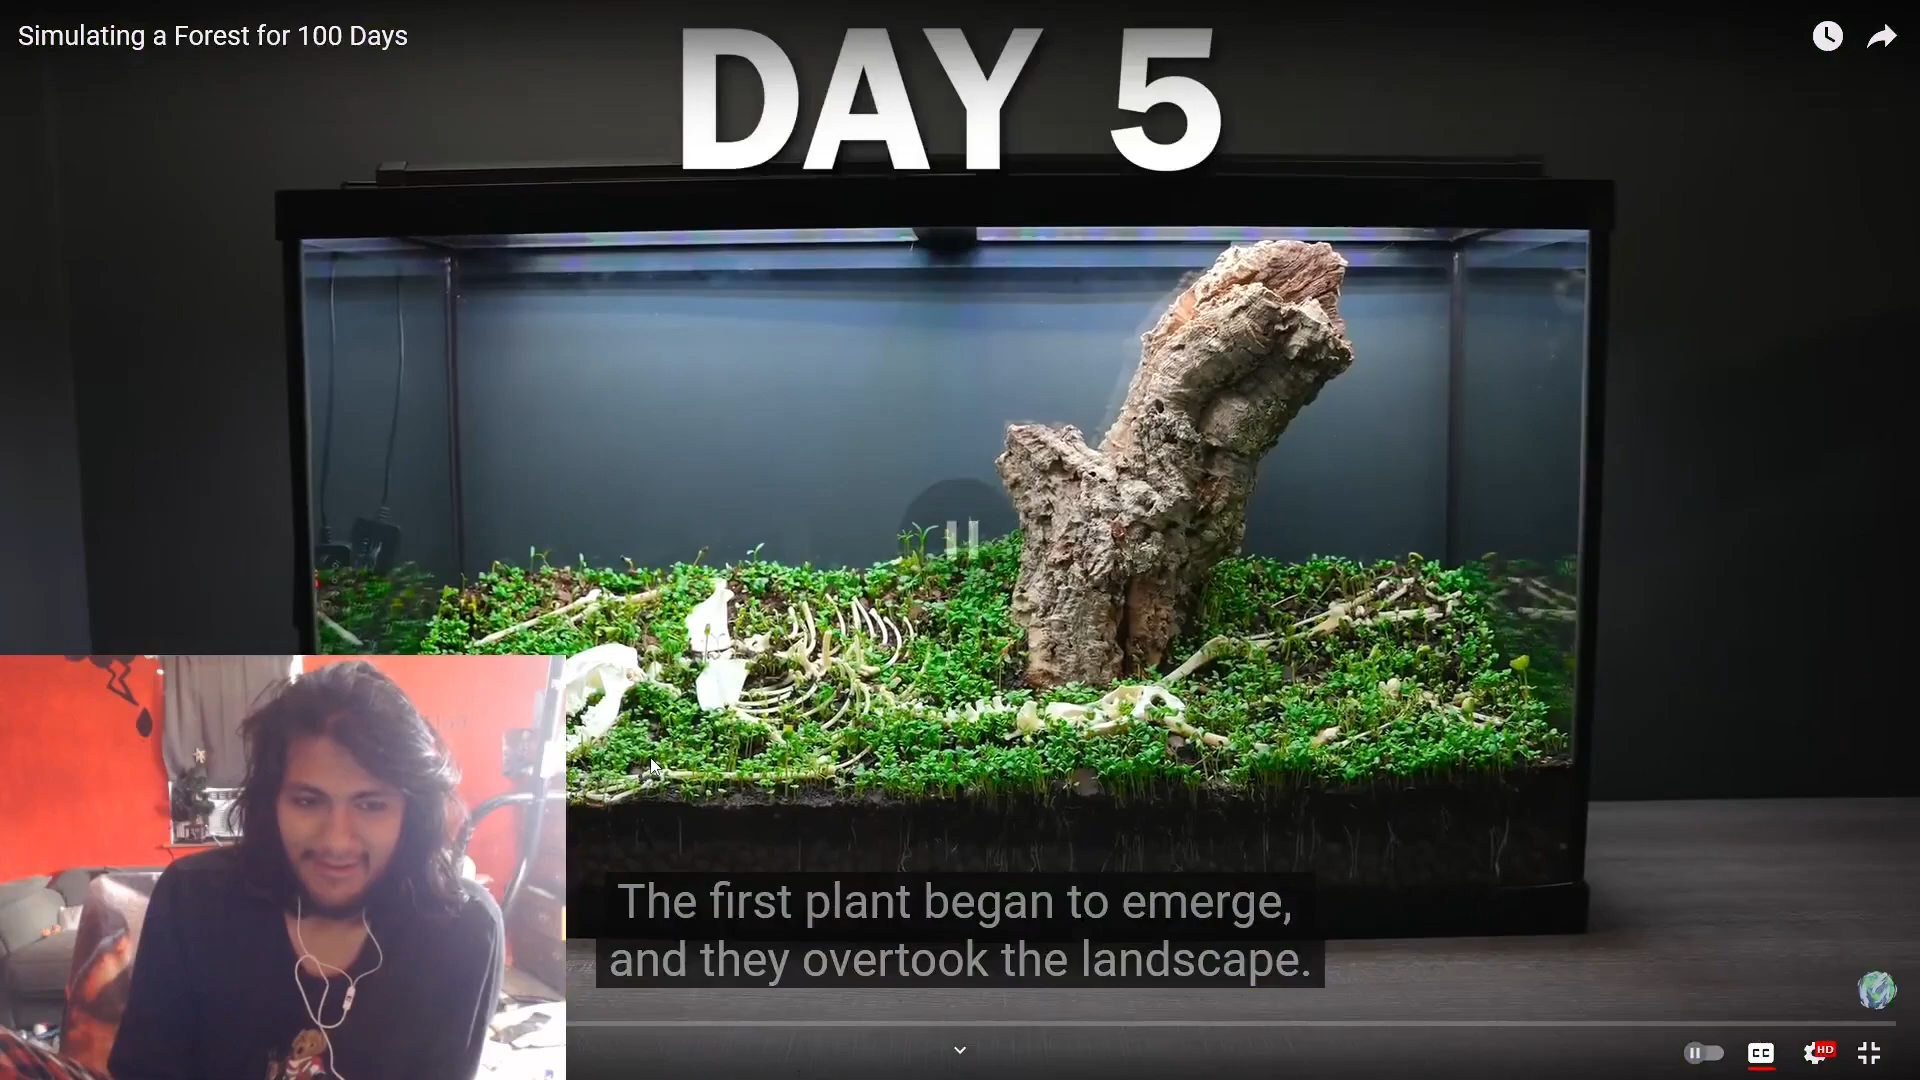 Simulating a Forest for 100 Days
DAY 5
The first plant began to emerge,
and they overtook the landscape.
CC
HD